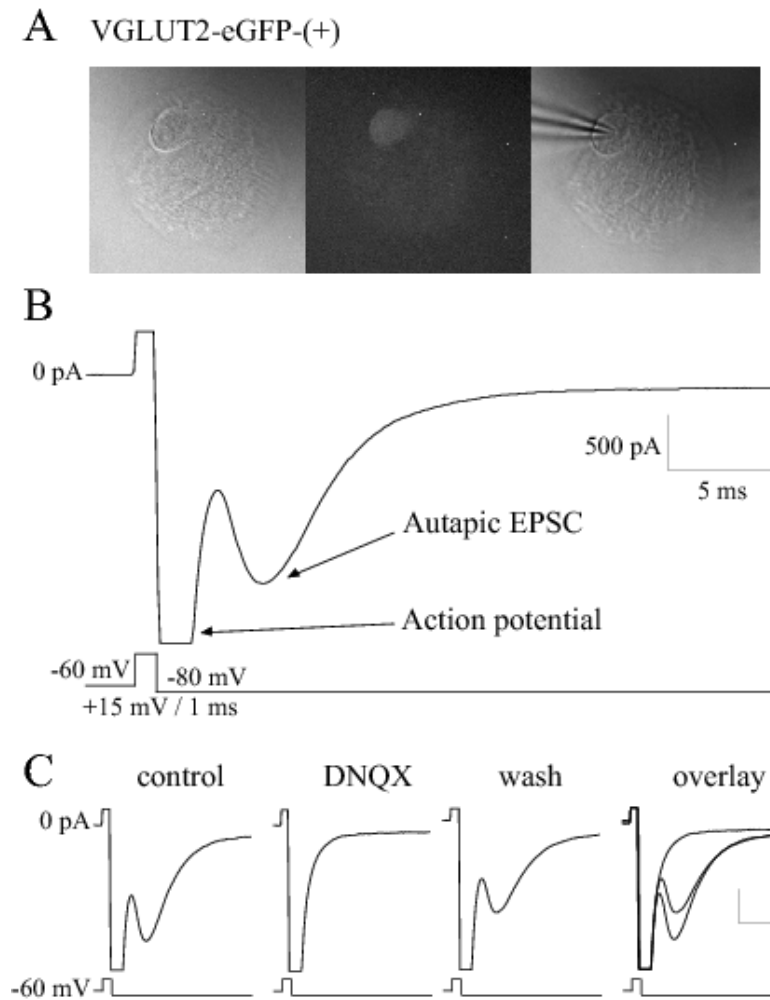 A VGLUT2-eGFP-(+)
B
0 pA
500 pA
5 ms
Autapic EPSC
Action potential
-60 mV
-80 mV
+15 mV / 1 ms
C
control DNQX wash overlay
0 pA
-60 mV